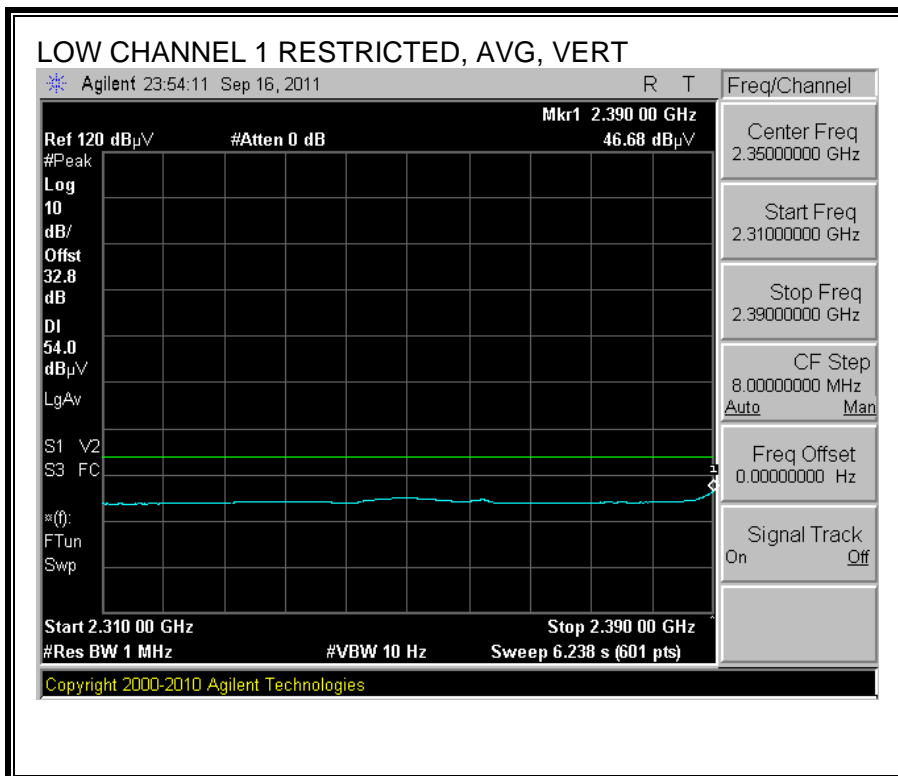 LOW CHANNEL 1 RESTRICTED, AVG, VERT
Agilent 23:54:11 Sep 16, 2011 R T
Freq/Channel
Mkr1 2.390 00 GHz
Ref 120 dBµV #Atten 0 dB 46.68 dBµV
#Peak
Log
10
dB/
Offst
32.8
dB
DI
54.0
dBµV
LgAv
S1 V2
S3 FC
¤(f):
FTun
Swp
1
Start 2.310 00 GHz Stop 2.390 00 GHz
#Res BW 1 MHz #VBW 10 Hz Sweep 6.238 s (601 pts)
Copyright 2000-2010 Agilent Technologies
Center Freq
2.35000000 GHz
Start Freq
2.31000000 GHz
Stop Freq
2.39000000 GHz
CF Step
8.00000000 MHz
Auto Man
Freq Offset
0.00000000 Hz
Signal Track
On Off